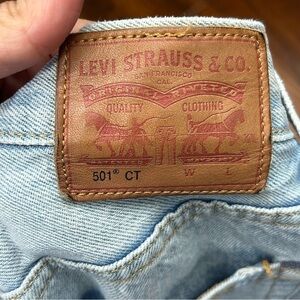 LEVI STRAUSS & CO.
SAN FRANCISCO
CAL
ORIGINAL RIVETED
QUALITY CLOTHING
501® CT W L